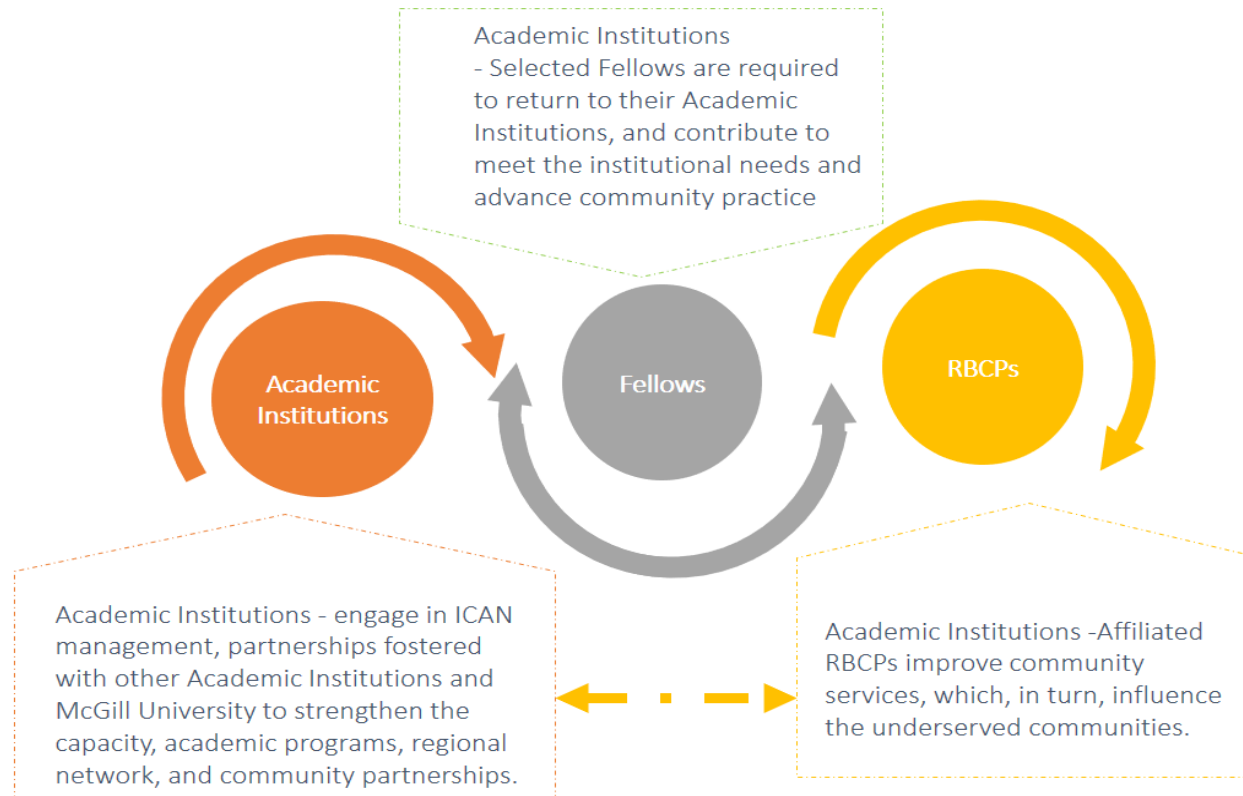 Academic Institutions
- Selected Fellows are required
to return to their Academic
Institutions, and contribute to
meet the institutional needs and
advance community practice
Academic
Institutions
Fellows
RBCPs
Academic Institutions - engage in ICAN
management, partnerships fostered
with other Academic Institutions and
McGill University to strengthen the
capacity, academic programs, regional
network, and community partnerships.
Academic Institutions -Affiliated
RBCPs improve community
services, which, in turn, influence
the underserved communities.